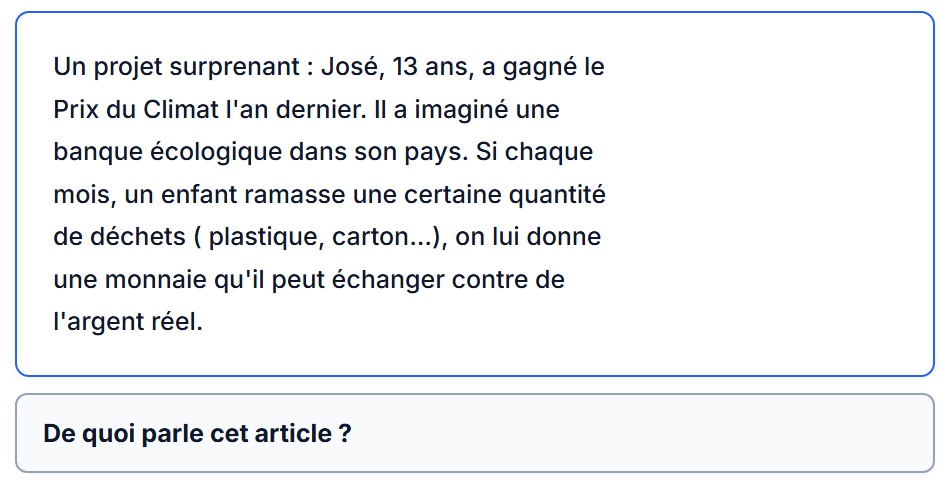 Un projet surprenant : José, 13 ans, a gagné le
Prix du Climat l'an dernier. Il a imaginé une
banque écologique dans son pays. Si chaque
mois, un enfant ramasse une certaine quantité
de déchets ( plastique, carton...), on lui donne
une monnaie qu'il peut échanger contre de
l'argent réel.
De quoi parle cet article ?